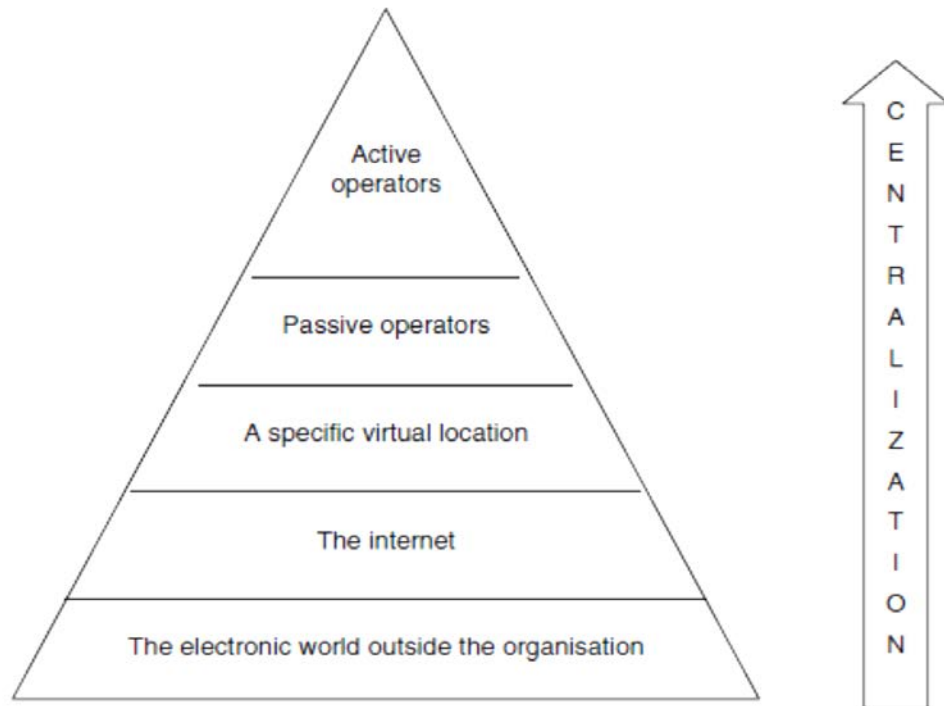 Active
operators
Passive operators
A specific virtual location
The internet
The electronic world outside the organisation
C
E
N
T
R
A
L
I
Z
A
T
I
O
N